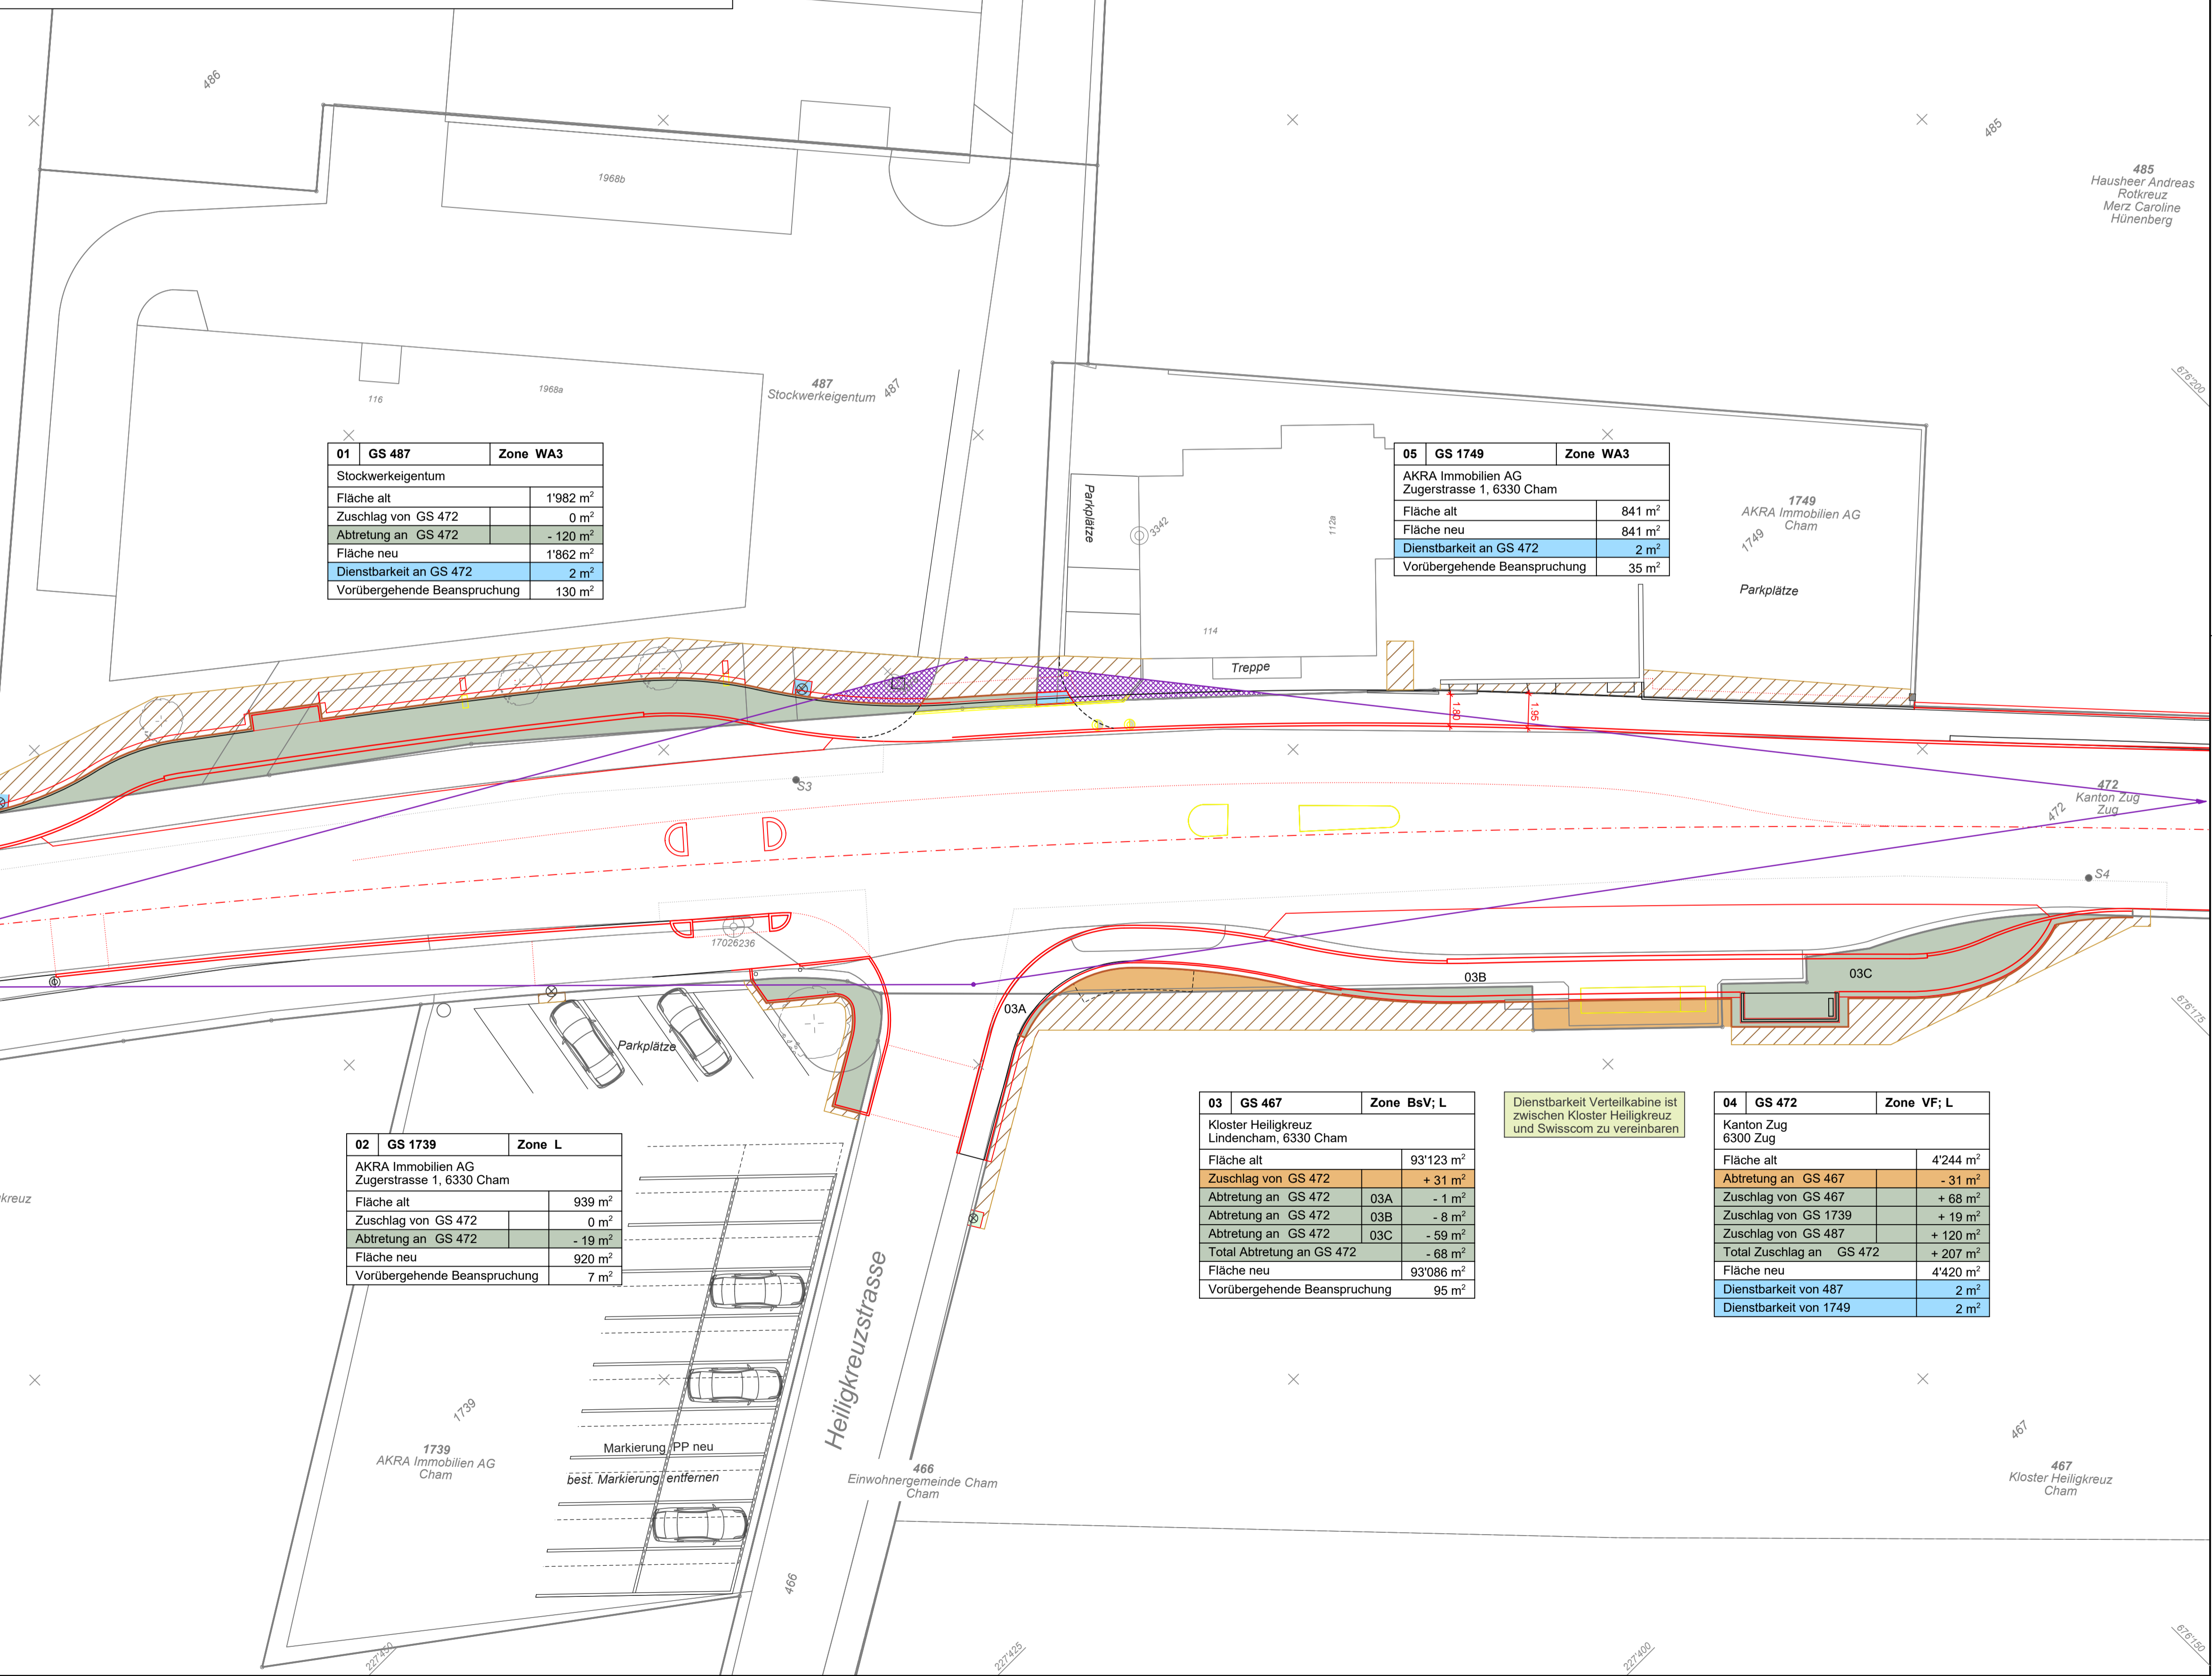 486
485
485
Hausheer Andreas
Rotkreuz
Merz Caroline
Hünenberg
1968b
676'200
116
1968a
487
Stockwerkeigentum
487
01 GS 487 Zone WA3
Stockwerkeigentum
Fläche alt 1'982 m²
Zuschlag von GS 472 0 m²
Abtretung an GS 472 - 120 m²
Fläche neu 1'862 m²
Dienstbarkeit an GS 472 2 m²
Vorübergehende Beanspruchung 130 m²
Parkplätze
3342
112a
114
Treppe
05 GS 1749 Zone WA3
AKRA Immobilien AG
Zugerstrasse 1, 6330 Cham
Fläche alt 841 m²
Fläche neu 841 m²
Dienstbarkeit an GS 472 2 m²
Vorübergehende Beanspruchung 35 m²
1749
AKRA Immobilien AG
Cham
1749
Parkplätze
1.80
1.95
S3
472
Kanton Zug
Zug
472
S4
17026236
03A
03B
03C
676'175
Parkplätze
kreuz
02 GS 1739 Zone L
AKRA Immobilien AG
Zugerstrasse 1, 6330 Cham
Fläche alt 939 m²
Zuschlag von GS 472 0 m²
Abtretung an GS 472 - 19 m²
Fläche neu 920 m²
Vorübergehende Beanspruchung 7 m²
03 GS 467 Zone BsV; L
Kloster Heiligkreuz
Lindencham, 6330 Cham
Fläche alt 93'123 m²
Zuschlag von GS 472 + 31 m²
Abtretung an GS 472 03A - 1 m²
Abtretung an GS 472 03B - 8 m²
Abtretung an GS 472 03C - 59 m²
Total Abtretung an GS 472 - 68 m²
Fläche neu 93'086 m²
Vorübergehende Beanspruchung 95 m²
Dienstbarkeit Verteilkabine ist
zwischen Kloster Heiligkreuz
und Swisscom zu vereinbaren
04 GS 472 Zone VF; L
Kanton Zug
6300 Zug
Fläche alt 4'244 m²
Abtretung an GS 467 - 31 m²
Zuschlag von GS 467 + 68 m²
Zuschlag von GS 1739 + 19 m²
Zuschlag von GS 487 + 120 m²
Total Zuschlag an GS 472 + 207 m²
Fläche neu 4'420 m²
Dienstbarkeit von 487 2 m²
Dienstbarkeit von 1749 2 m²
Heiligkreuzstrasse
1739
1739
AKRA Immobilien AG
Cham
Markierung PP neu
best. Markierung entfernen
466
Einwohnergemeinde Cham
Cham
467
467
Kloster Heiligkreuz
Cham
466
227'450
227'425
227'400
676'150